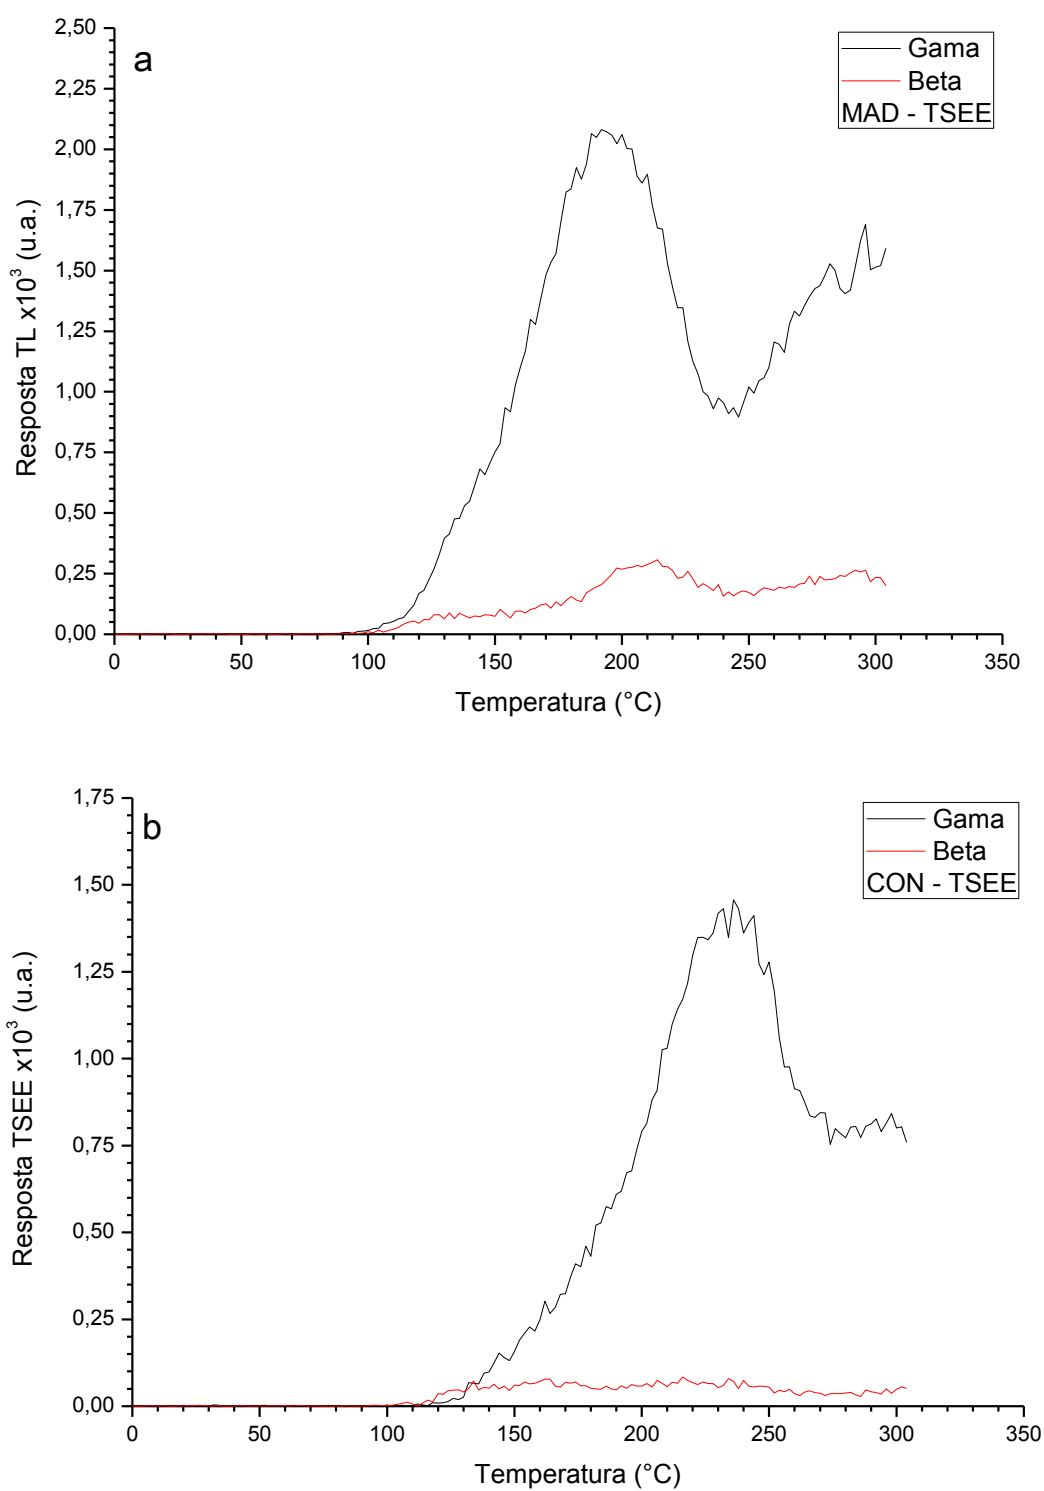 a
Gama
Beta
MAD - TSEE
2,50
2,25
2,00
1,75
1,50
1,25
1,00
0,75
0,50
0,25
0,00
Resposta TL x10³ (u.a.)
0 50 100 150 200 250 300 350
Temperatura (°C)
b
Gama
Beta
CON - TSEE
1,75
1,50
1,25
1,00
0,75
0,50
0,25
0,00
Resposta TSEE x10³ (u.a.)
0 50 100 150 200 250 300 350
Temperatura (°C)